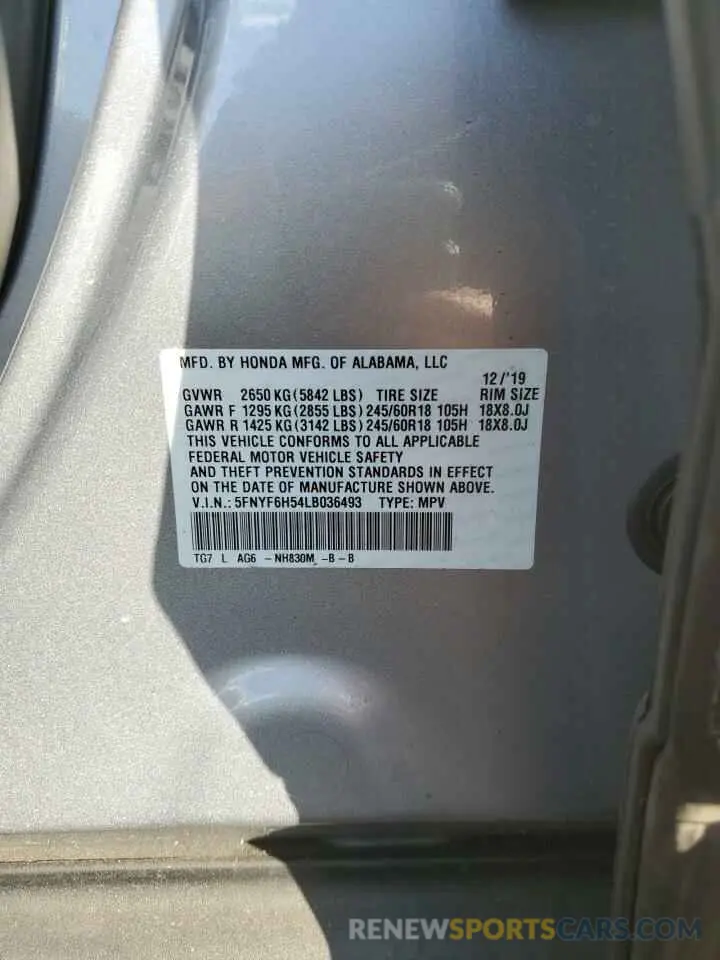 MFD. BY HONDA MFG. OF ALABAMA, LLC
12/'19
GVWR 2650 KG (5842 LBS) TIRE SIZE RIM SIZE
GAWR F 1295 KG (2855 LBS) 245/60R18 105H 18X8.0J
GAWR R 1425 KG (3142 LBS) 245/60R18 105H 18X8.0J
THIS VEHICLE CONFORMS TO ALL APPLICABLE
FEDERAL MOTOR VEHICLE SAFETY
AND THEFT PREVENTION STANDARDS IN EFFECT
ON THE DATE OF MANUFACTURE SHOWN ABOVE.
V.I.N.: 5FNYF6H54LB036493 TYPE: MPV
TG7 L AG6 - NH830M -B - B
RENEWSPORTSCARS.COM